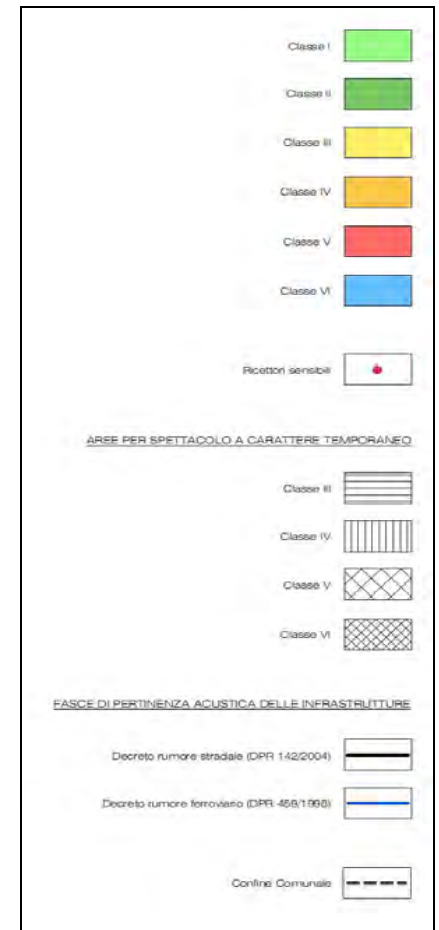 Classe I
Classe II
Classe III
Classe IV
Classe V
Classe VI
Ricettori sensibili
AREE PER SPETTACOLO A CARATTERE TEMPORANEO
Classe III
Classe IV
Classe V
Classe VI
FASCE DI PERTINENZA ACUSTICA DELLE INFRASTRUTTURE
Decreto rumore stradale (DPR 142/2004)
Decreto rumore ferroviario (DPR 459/1998)
Confine Comunale